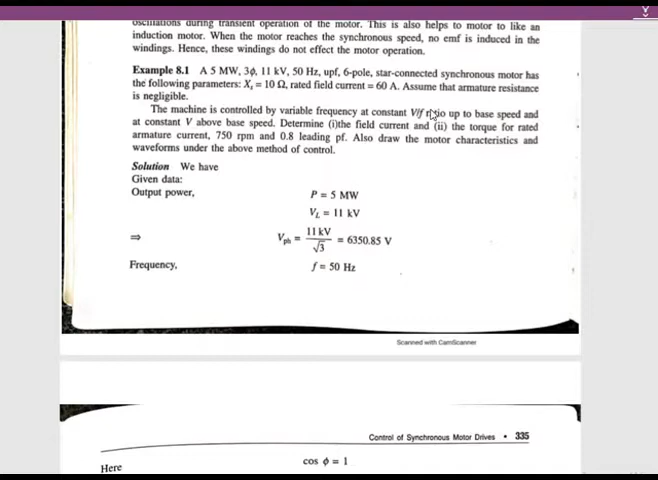 oscillations during transient operation of the motor. This is also helps to motor to like an
induction motor. When the motor reaches the synchronous speed, no emf is induced in the
windings. Hence, these windings do not effect the motor operation.
Example 8.1 A 5 MW, 3ϕ, 11 kV, 50 Hz, upf, 6-pole, star-connected synchronous motor has
the following parameters: Xs = 10 Ω, rated field current = 60 A. Assume that armature resistance
is negligible.
The machine is controlled by variable frequency at constant V/f ratio up to base speed and
at constant V above base speed. Determine (i)the field current and (ii) the torque for rated
armature current, 750 rpm and 0.8 leading pf. Also draw the motor characteristics and
waveforms under the above method of control.
Solution We have
Given data:
Output power, P = 5 MW
VL = 11 kV
⇒ Vph = 11 kV / √3 = 6350.85 V
Frequency, f = 50 Hz
Scanned with CamScanner
Control of Synchronous Motor Drives • 335
Here cos ϕ = 1